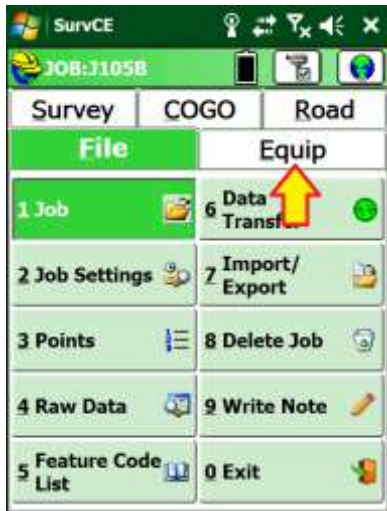 SurvCE
JOB:J105B
Survey COGO Road
File Equip
1 Job
6 Data
Transfer
2 Job Settings
7 Import/
Export
3 Points
8 Delete Job
4 Raw Data
9 Write Note
5 Feature Code
List
0 Exit